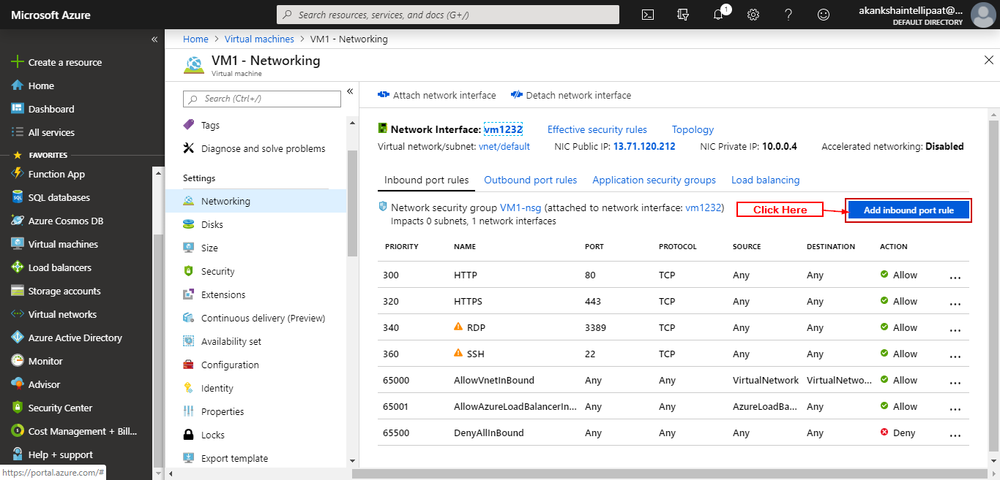 Microsoft Azure
Search resources, services, and docs (G+/)
1
akankshaintellipaat@...
DEFAULT DIRECTORY
«
Create a resource
Home
Dashboard
All services
FAVORITES
Function App
SQL databases
Azure Cosmos DB
Virtual machines
Load balancers
Storage accounts
Virtual networks
Azure Active Directory
Monitor
Advisor
Security Center
Cost Management + Bill...
Help + support
https://portal.azure.com/#
Home > Virtual machines > VM1 - Networking
VM1 - Networking
Virtual machine
Search (Ctrl+/)
«
Tags
Diagnose and solve problems
Settings
Networking
Disks
Size
Security
Extensions
Continuous delivery (Preview)
Availability set
Configuration
Identity
Properties
Locks
Export template
Attach network interface Detach network interface
Network Interface: vm1232 Effective security rules Topology
Virtual network/subnet: vnet/default NIC Public IP: 13.71.120.212 NIC Private IP: 10.0.0.4 Accelerated networking: Disabled
Inbound port rules Outbound port rules Application security groups Load balancing
Network security group VM1-nsg (attached to network interface: vm1232)
Impacts 0 subnets, 1 network interfaces
Click Here
Add inbound port rule
PRIORITY NAME PORT PROTOCOL SOURCE DESTINATION ACTION
300 HTTP 80 TCP Any Any Allow ...
320 HTTPS 443 TCP Any Any Allow ...
340 RDP 3389 TCP Any Any Allow ...
360 SSH 22 TCP Any Any Allow ...
65000 AllowVnetInBound Any Any VirtualNetwork VirtualNetwo... Allow ...
65001 AllowAzureLoadBalancerIn... Any Any AzureLoadBa... Any Allow ...
65500 DenyAllInBound Any Any Any Any Deny ...